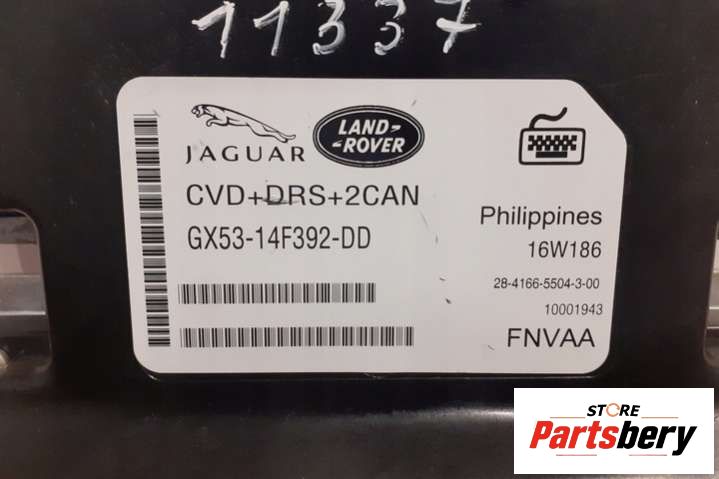 11337
JAGUAR
LAND-
-ROVER
CVD+DRS+2CAN
GX53-14F392-DD
Philippines
16W186
28-4166-5504-3-00
10001943
FNVAA
STORE
Partsbery